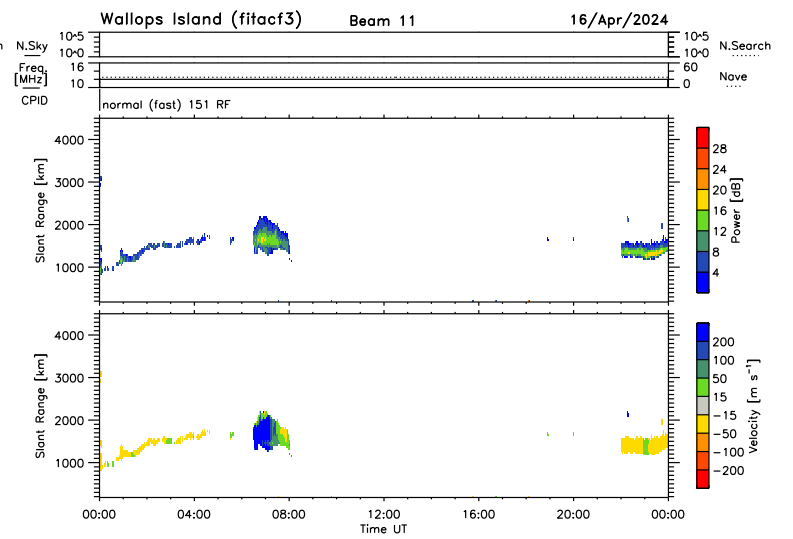 Wallops Island (fitacf3) Beam 11 16/Apr/2024
N.Sky 10^5 10^0 10^5 10^0 N.Search
Freq. [MHz] 16 10 60 0 Nave
CPID normal (fast) 151 RF
Slant Range [km]
4000
3000
2000
1000
28
24
20
16
12
8
4
Power [dB]
Slant Range [km]
4000
3000
2000
1000
200
100
50
15
-15
-50
-100
-200
Velocity [m s⁻¹]
00:00 04:00 08:00 12:00 16:00 20:00 00:00
Time UT